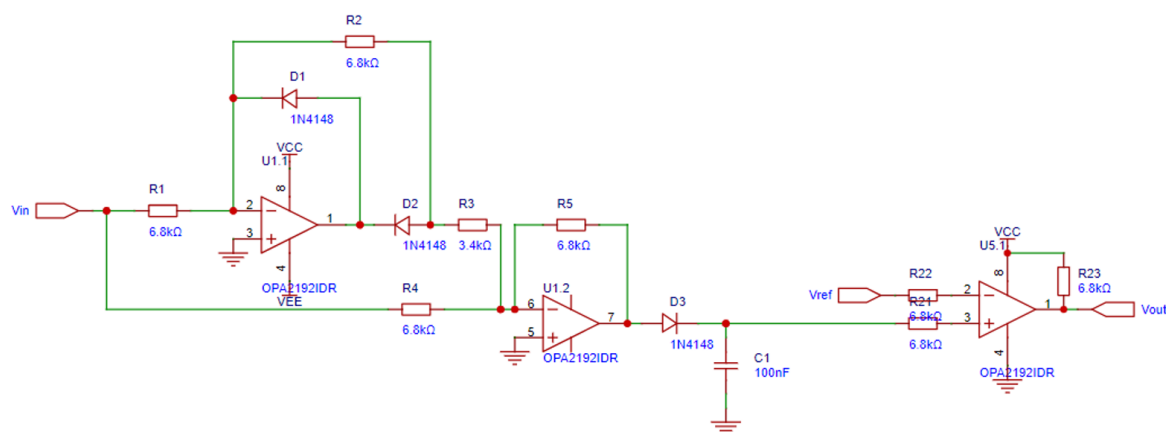 R2
6.8kΩ
D1
1N4148
VCC
U1.1
8
Vin
R1
6.8kΩ
2
3
1
4
OPA2192IDR
VEE
D2
1N4148
R3
3.4kΩ
R4
6.8kΩ
R5
6.8kΩ
U1.2
6
5
7
OPA2192IDR
D3
1N4148
C1
100nF
VCC
U5.1
8
R23
6.8kΩ
Vref
R22
6.8kΩ
R21
6.8kΩ
2
3
1
4
OPA2192IDR
Vout